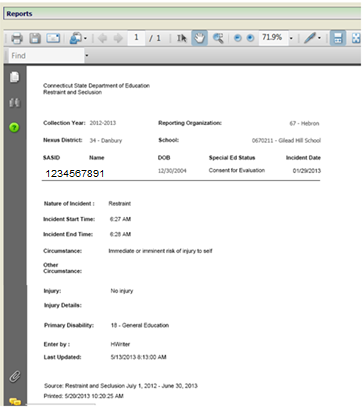 Reports
1 / 1
71.9%
Find
Connecticut State Department of Education
Restraint and Seclusion
Collection Year: 2012-2013 Reporting Organization: 67 - Hebron
Nexus District: 34 - Danbury School: 0670211 - Gilead Hill School
SASID Name DOB Special Ed Status Incident Date
1234567891 12/30/2004 Consent for Evaluation 01/29/2013
Nature of Incident : Restraint
Incident Start Time: 6:27 AM
Incident End Time: 6:28 AM
Circumstance: Immediate or imminent risk of injury to self
Other
Circumstance:
Injury: No injury
Injury Details:
Primary Disability: 18 - General Education
Enter by : HWriter
Last Updated: 5/13/2013 8:13:00 AM
Source: Restraint and Seclusion July 1, 2012 - June 30, 2013
Printed: 5/20/2013 10:20:25 AM